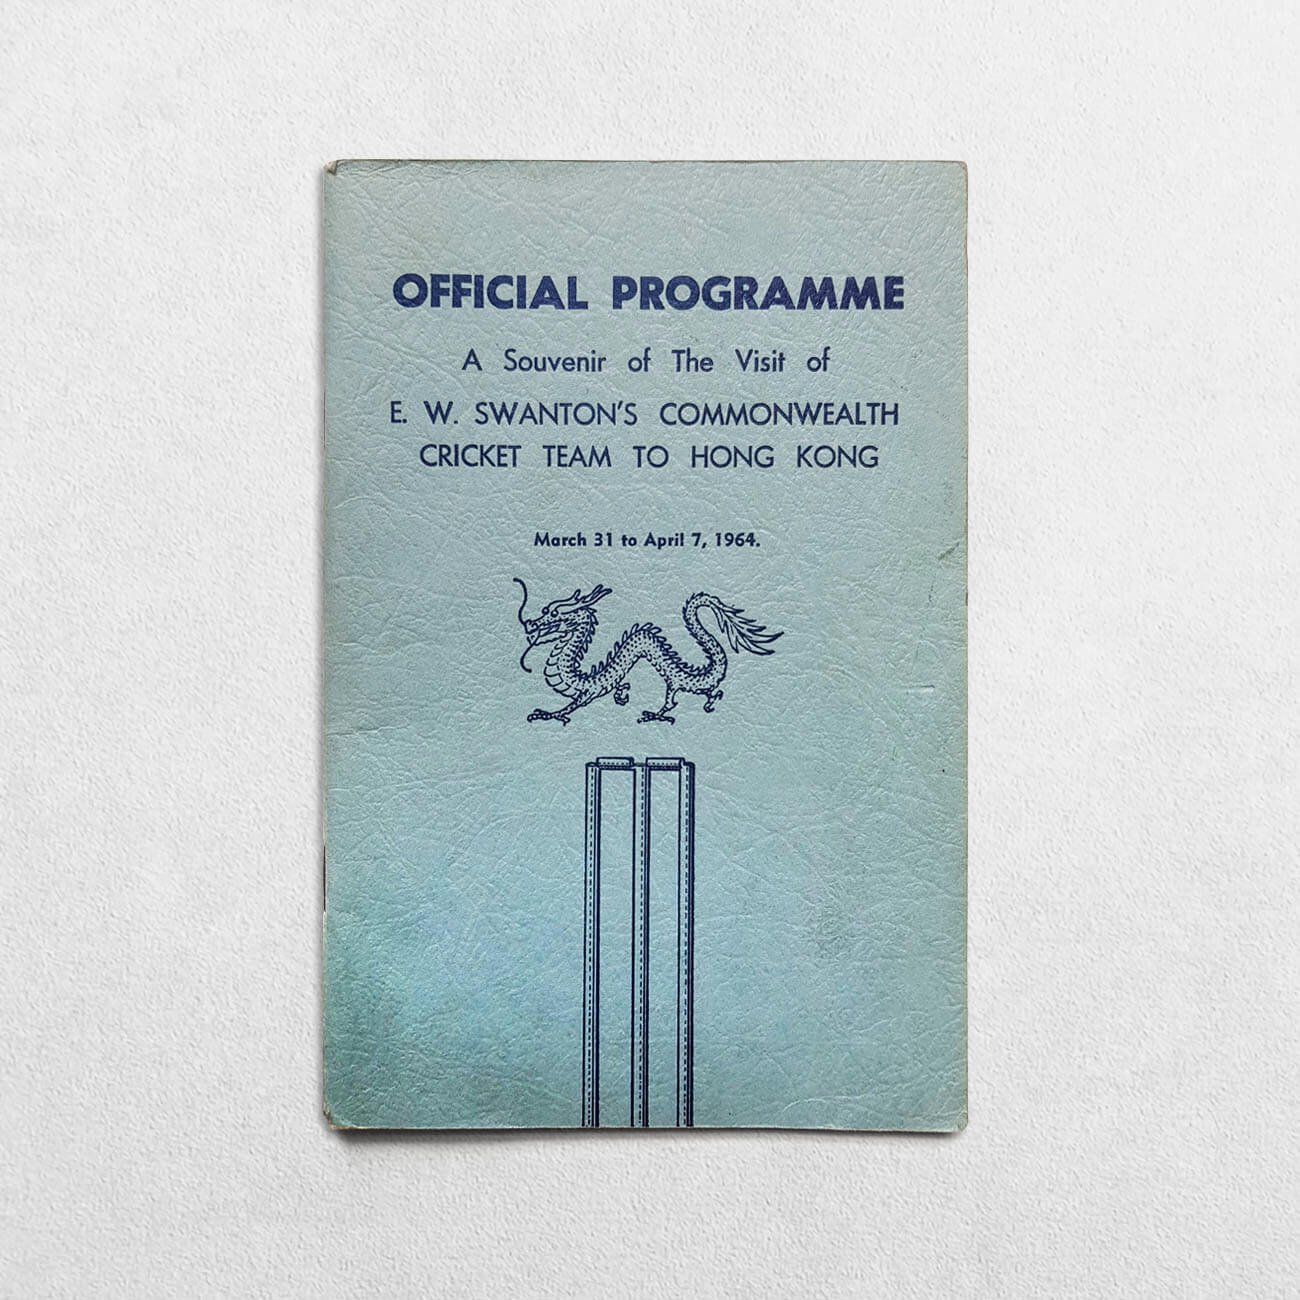 OFFICIAL PROGRAMME
A Souvenir of The Visit of
E. W. SWANTON'S COMMONWEALTH
CRICKET TEAM TO HONG KONG
March 31 to April 7, 1964.